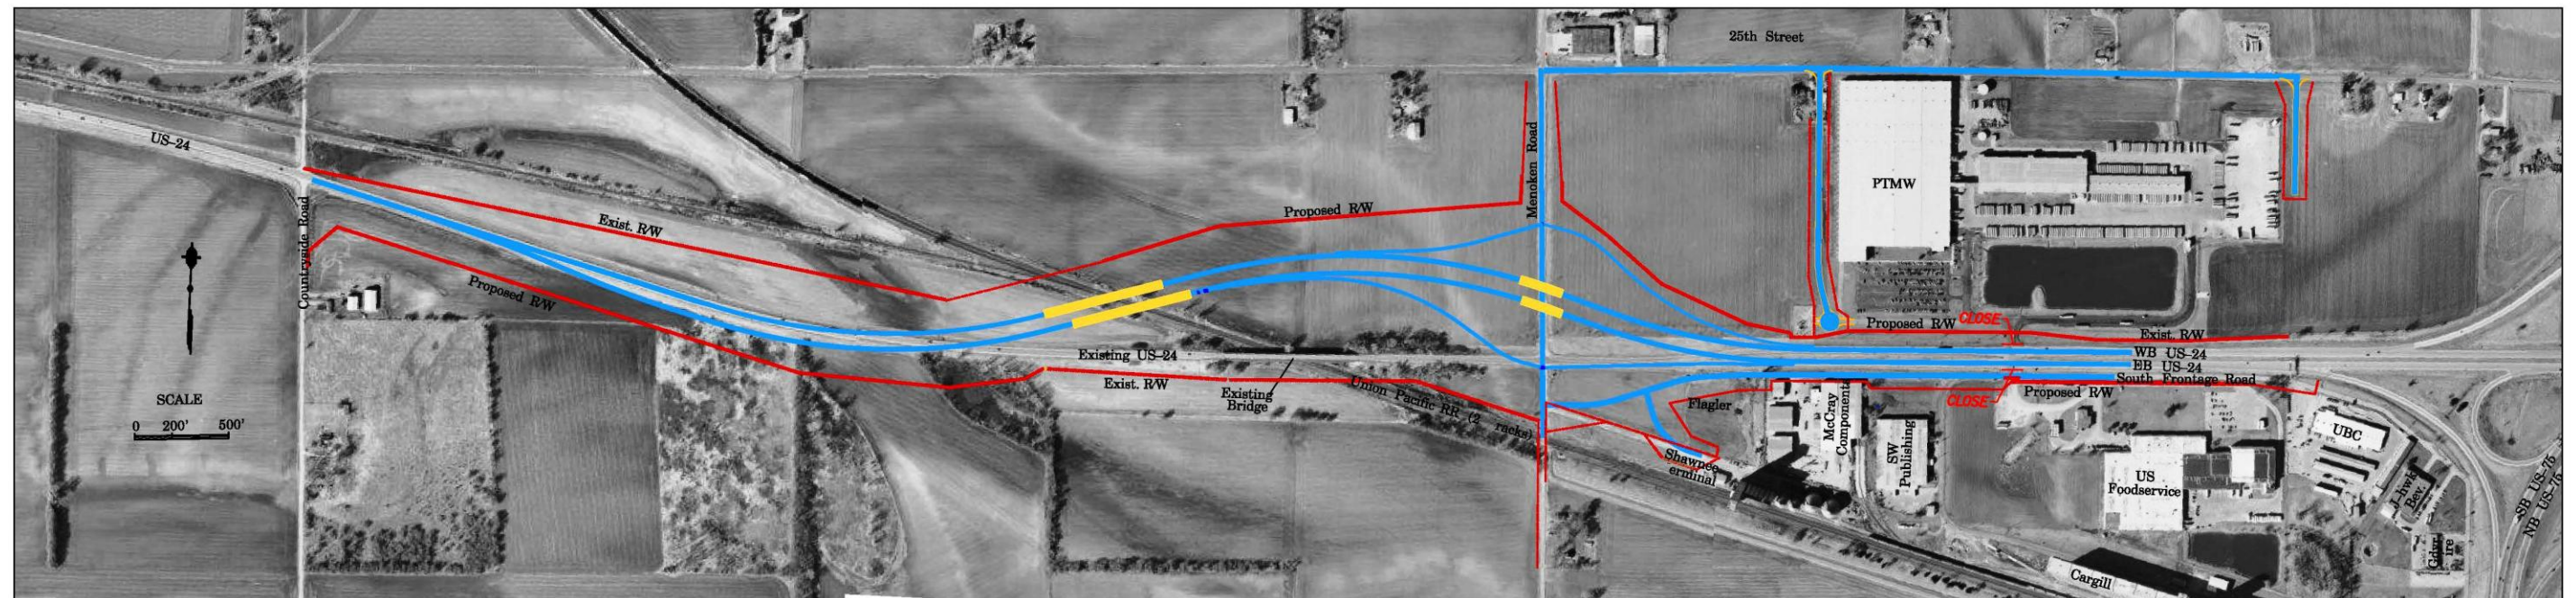 25th Street
US-24
Countryside Road
Exist. R/W
Proposed R/W
Proposed R/W
Menoken Road
PTMW
SCALE
0 200' 500'
Existing US-24
Exist. R/W
Existing
Bridge
Union Pacific RR (2 racks)
Proposed R/W
CLOSE
Exist. R/W
WB US-24
EB US-24
South Frontage Road
Proposed R/W
CLOSE
Flagler
Shawnee
erminal
McCray
Component
SW
Publishing
US
Foodservice
UBC
J-hwk
Bev.
Cargill
SB US-75
NB US-75